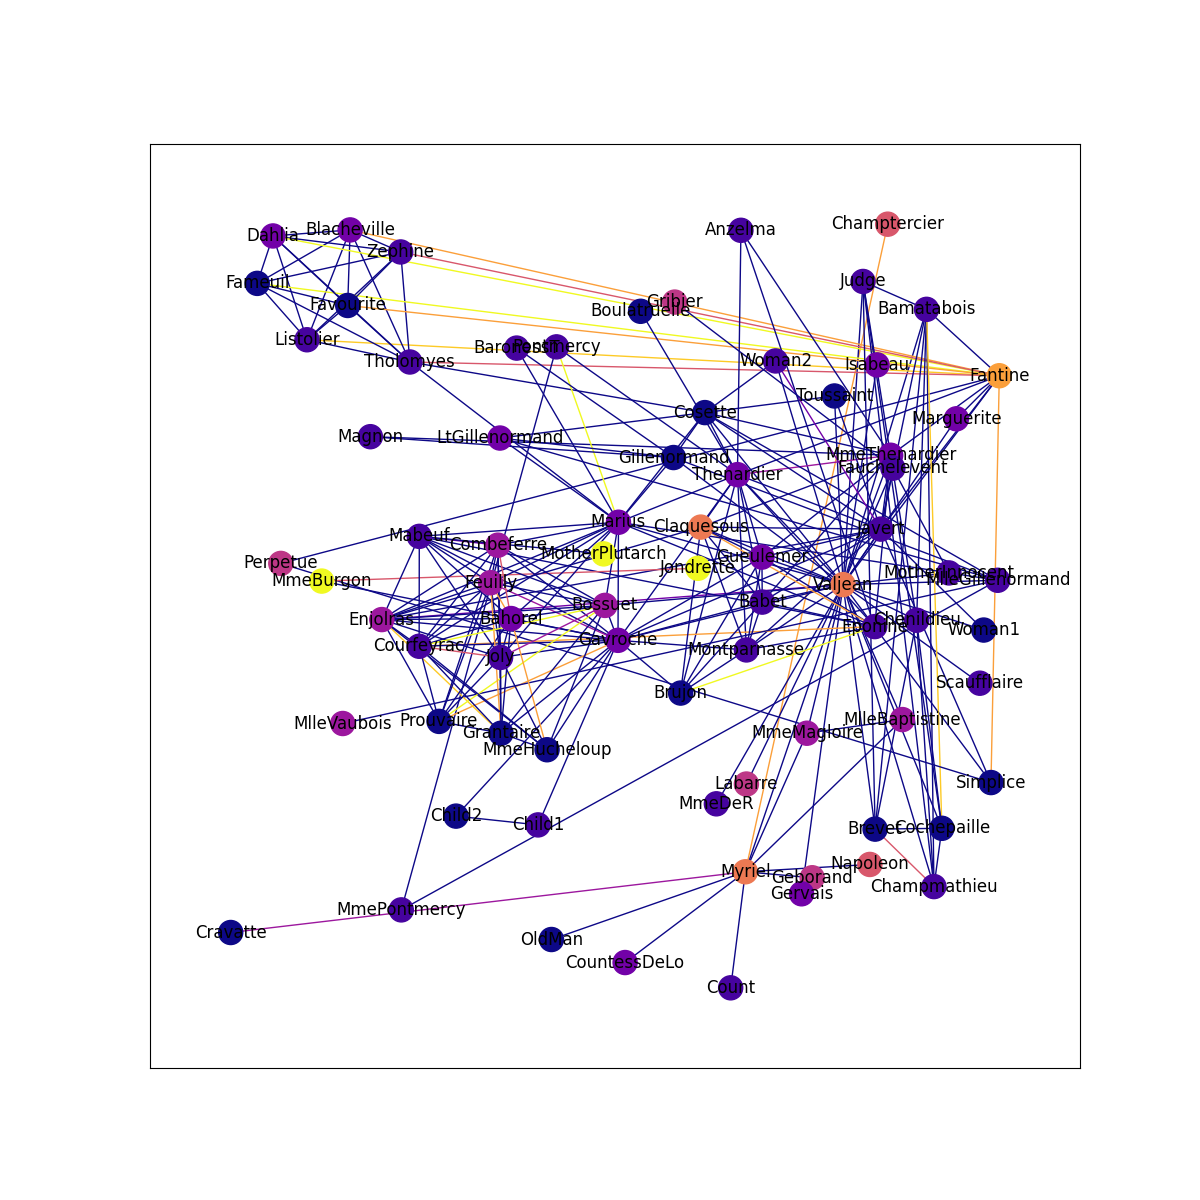 Champtercier
Blacheville
Anzelma
Dahlia
Zephine
Judge
Fameuil
Gribier
Favourite
Boulatruelle
Bamatabois
Listolier
BaronessT
Pontmercy
Tholomyes
Woman2
Isabeau
Fantine
Toussaint
Cosette
Marguerite
Magnon
LtGillenormand
MmeThenardier
Gillenormand
Fauchelevent
Thenardier
Marius
Claquesous
Javert
Mabeuf
Combeferre
MotherPlutarch
Gueulemer
Perpetue
Jondrette
MotherInnocent
MmeBurgon
Feuilly
Valjean
MlleGillenormand
Bossuet
Babet
Enjolras
Bahorel
Chenildieu
Eponine
Woman1
Courfeyrac
Gavroche
Montparnasse
Joly
Scaufflaire
Brujon
MlleVaubois
Prouvaire
MlleBaptistine
Grantaire
MmeMagloire
MmeHucheloup
Labarre
Simplice
MmeDeR
Child2
Child1
Brevet
Cochepaille
Napoleon
Myriel
Geborand
Champmathieu
Gervais
MmePontmercy
Cravatte
OldMan
CountessDeLo
Count